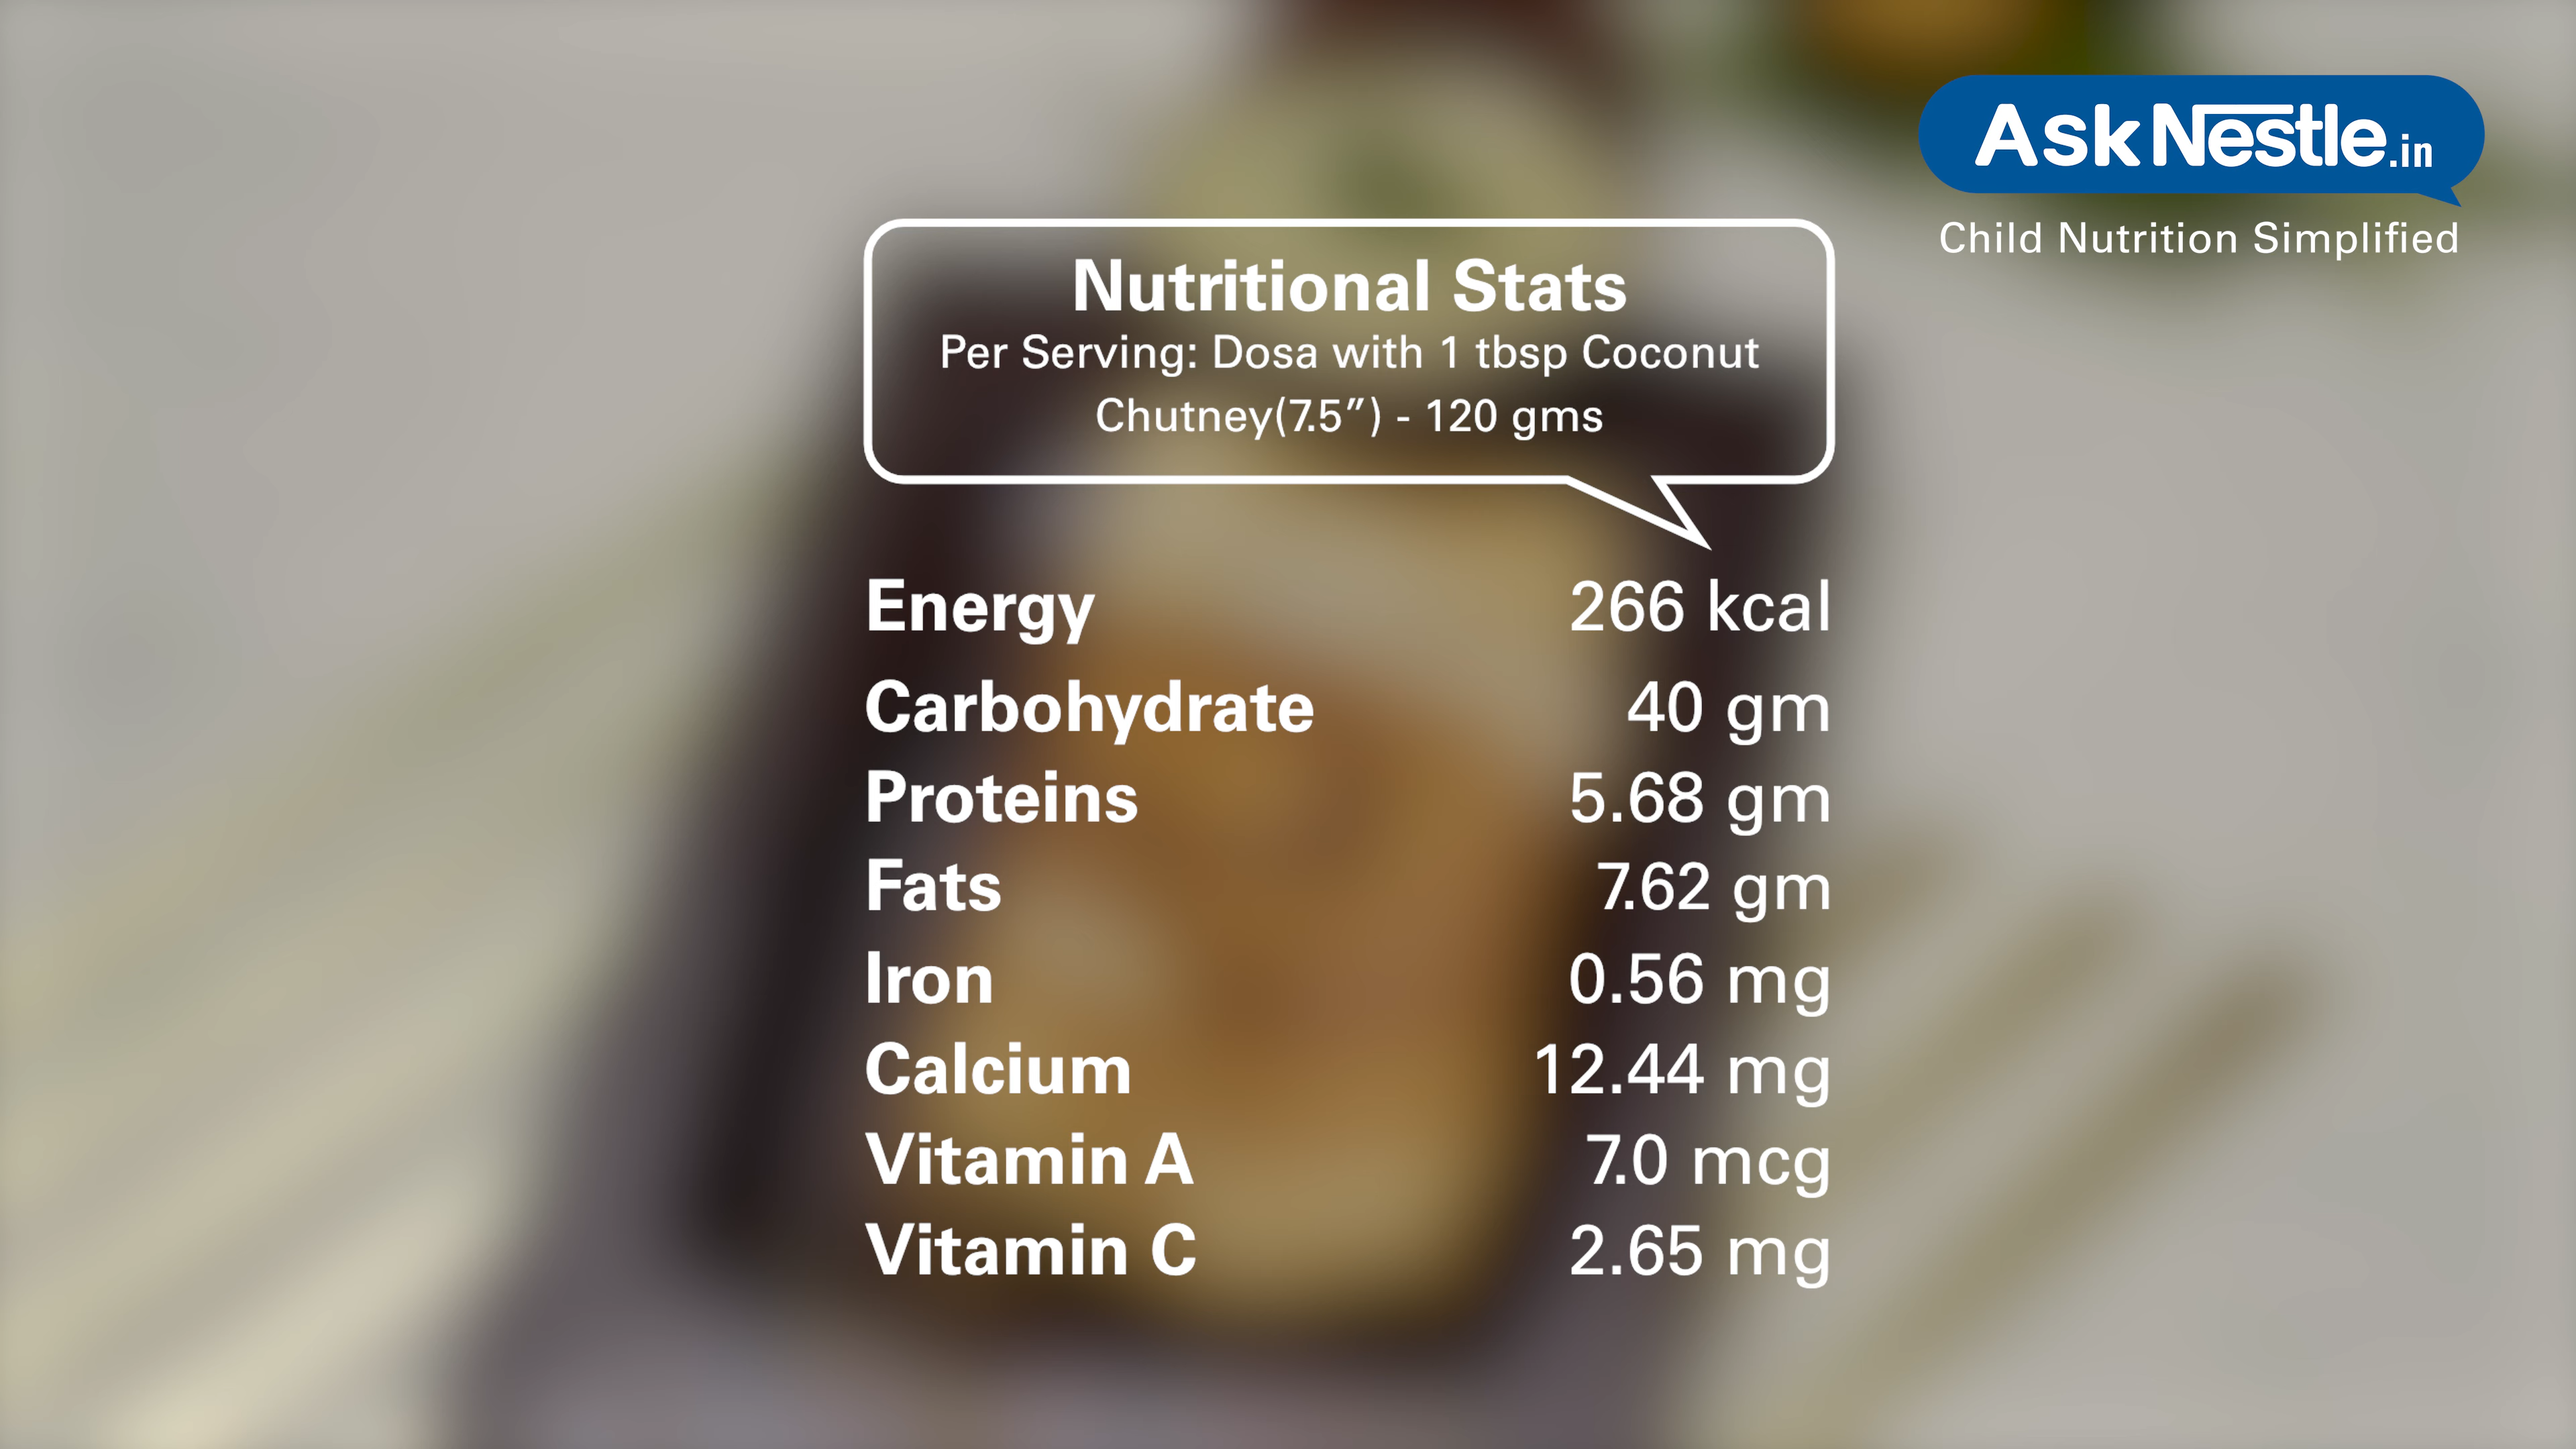 AskNestle.in
Child Nutrition Simplified
Nutritional Stats
Per Serving: Dosa with 1 tbsp Coconut
Chutney(7.5”) - 120 gms
Energy 266 kcal
Carbohydrate 40 gm
Proteins 5.68 gm
Fats 7.62 gm
Iron 0.56 mg
Calcium 12.44 mg
Vitamin A 7.0 mcg
Vitamin C 2.65 mg